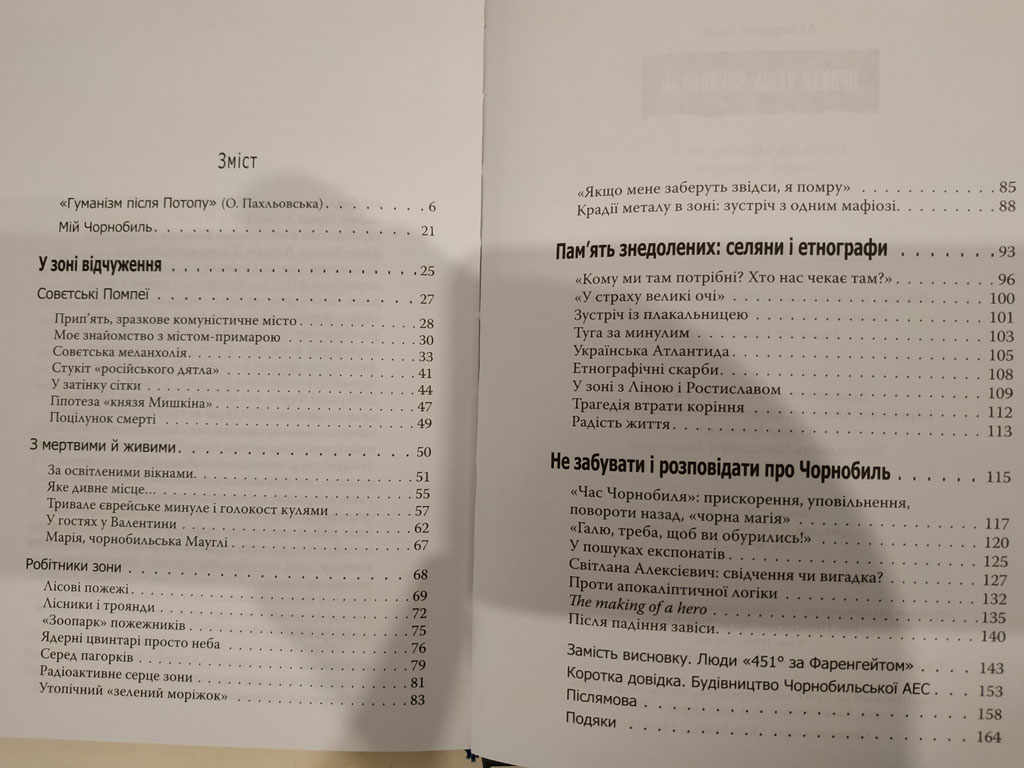 Зміст
«Гуманізм після Потопу» (О. Пахльовська). . . . . . . . . 6
Мій Чорнобиль. . . . . . . . . . . . . . . . . . . . . . . . 21
У зоні відчуження . . . . . . . . . . . . . . . . . . . . . 25
Совєтські Помпеї . . . . . . . . . . . . . . . . . . . . . . 27
Прип’ять, зразкове комуністичне місто . . . . . . . . . . . 28
Моє знайомство з містом-примарою . . . . . . . . . . . . 30
Совєтська меланхолія. . . . . . . . . . . . . . . . . . . . 33
Стукіт «російського дятла» . . . . . . . . . . . . . . . . . 41
У затінку сітки . . . . . . . . . . . . . . . . . . . . . . . 44
Гіпотеза «князя Мишкіна» . . . . . . . . . . . . . . . . . . 47
Поцілунок смерті . . . . . . . . . . . . . . . . . . . . . . 49
З мертвими й живими. . . . . . . . . . . . . . . . . . . . 50
За освітленими вікнами. . . . . . . . . . . . . . . . . . . 51
Яке дивне місце... . . . . . . . . . . . . . . . . . . . . . 55
Тривале єврейське минуле і голокост кулями . . . . . . . . 57
У гостях у Валентини . . . . . . . . . . . . . . . . . . . . 62
Марія, чорнобильська Мауглі . . . . . . . . . . . . . . . . 67
Робітники зони . . . . . . . . . . . . . . . . . . . . . . . 68
Лісові пожежі. . . . . . . . . . . . . . . . . . . . . . . . 69
Лісники і троянди . . . . . . . . . . . . . . . . . . . . . 72
«Зоопарк» пожежників . . . . . . . . . . . . . . . . . . . . 75
Ядерні цвинтарі просто неба . . . . . . . . . . . . . . . . 76
Серед пагорків . . . . . . . . . . . . . . . . . . . . . . . 79
Радіоактивне серце зони . . . . . . . . . . . . . . . . . . 81
Утопічний «зелений моріжок» . . . . . . . . . . . . . . . . 83
«Якщо мене заберуть звідси, я помру» . . . . . . . . . . . 85
Крадії металу в зоні: зустріч з одним мафіозі. . . . . . . . 88
Пам’ять знедолених: селяни і етнографи . . . . . . . 93
«Кому ми там потрібні? Хто нас чекає там?» . . . . . . . . 96
«У страху великі очі» . . . . . . . . . . . . . . . . . . . . 100
Зустріч із плакальницею . . . . . . . . . . . . . . . . . . 101
Туга за минулим . . . . . . . . . . . . . . . . . . . . . . 103
Українська Атлантида . . . . . . . . . . . . . . . . . . . . 105
Етнографічні скарби. . . . . . . . . . . . . . . . . . . . . 108
У зоні з Ліною і Ростиславом . . . . . . . . . . . . . . . . 109
Трагедія втрати коріння . . . . . . . . . . . . . . . . . . 112
Радість життя . . . . . . . . . . . . . . . . . . . . . . . . 113
Не забувати і розповідати про Чорнобиль . . . . . . 115
«Час Чорнобиля»: прискорення, уповільнення,
повороти назад, «чорна магія» . . . . . . . . . . . . . . . 117
«Галю, треба, щоб ви обурились!» . . . . . . . . . . . . . 120
У пошуках експонатів . . . . . . . . . . . . . . . . . . . . 125
Світлана Алексієвич: свідчення чи вигадка? . . . . . . . . 127
Проти апокаліптичної логіки . . . . . . . . . . . . . . . . 132
The making of a hero . . . . . . . . . . . . . . . . . . . . 135
Після падіння завіси. . . . . . . . . . . . . . . . . . . . . 140
Замість висновку. Люди «451° за Фаренгейтом» . . . . . . 143
Коротка довідка. Будівництво Чорнобильської АЕС . . . . 153
Післямова . . . . . . . . . . . . . . . . . . . . . . . . . . 158
Подяки . . . . . . . . . . . . . . . . . . . . . . . . . . . . 164